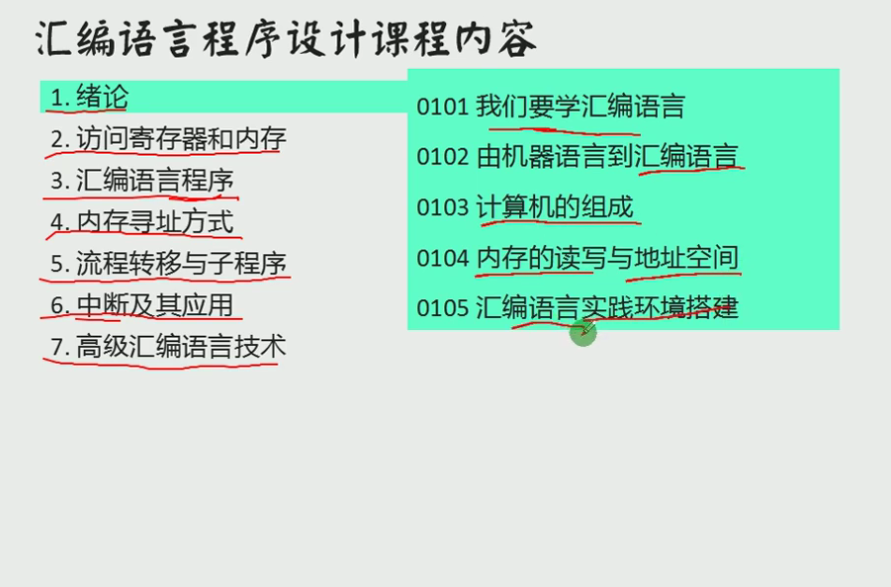 汇编语言程序设计课程内容
1. 绪论
2. 访问寄存器和内存
3. 汇编语言程序
4. 内存寻址方式
5. 流程转移与子程序
6. 中断及其应用
7. 高级汇编语言技术
0101 我们要学汇编语言
0102 由机器语言到汇编语言
0103 计算机的组成
0104 内存的读写与地址空间
0105 汇编语言实践环境搭建